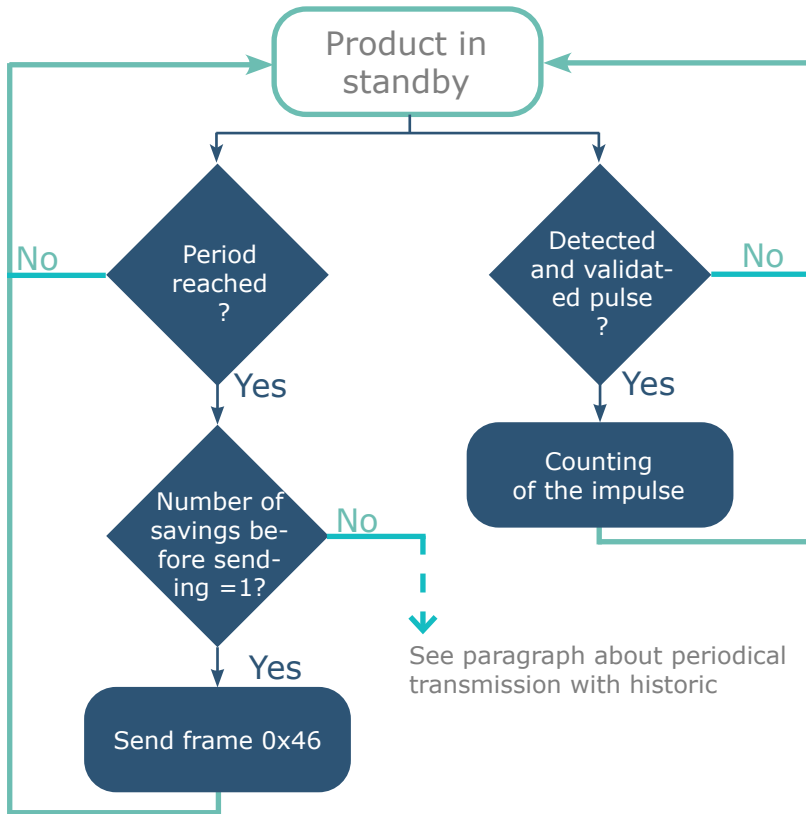 Product in
standby
No
Period
reached
?
Detected
and validat-
ed pulse
?
No
Yes
Yes
Number of
savings be-
fore send-
ing =1?
No
Counting
of the impulse
See paragraph about periodical
transmission with historic
Yes
Send frame 0x46